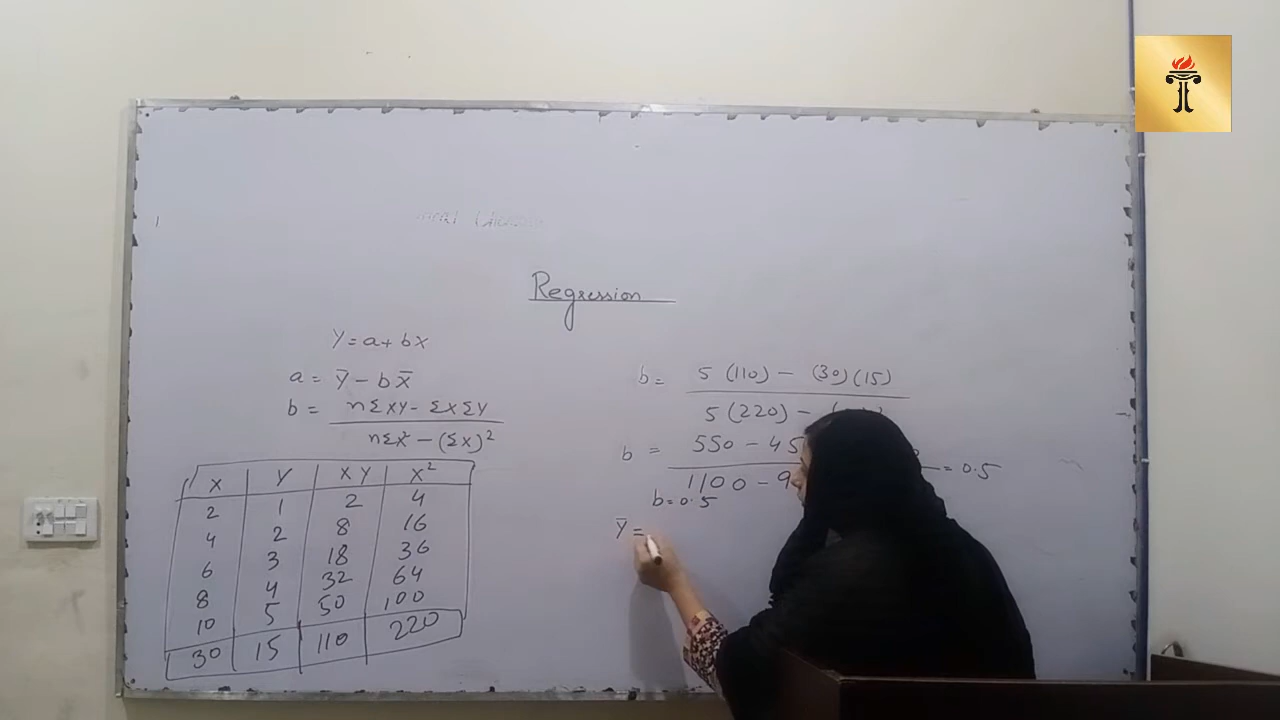 Regression
Y = a + bX
a = Ȳ - bX̄
b = nΣXY - ΣXΣY
nΣX² - (ΣX)²
X Y XY X²
2 1 2 4
4 2 8 16
6 3 18 36
8 4 32 64
10 5 50 100
30 15 110 220
b = 5(110) - (30)(15)
5(220) -
b = 550 - 45
1100 - 9 = 0.5
b = 0.5
Ȳ =